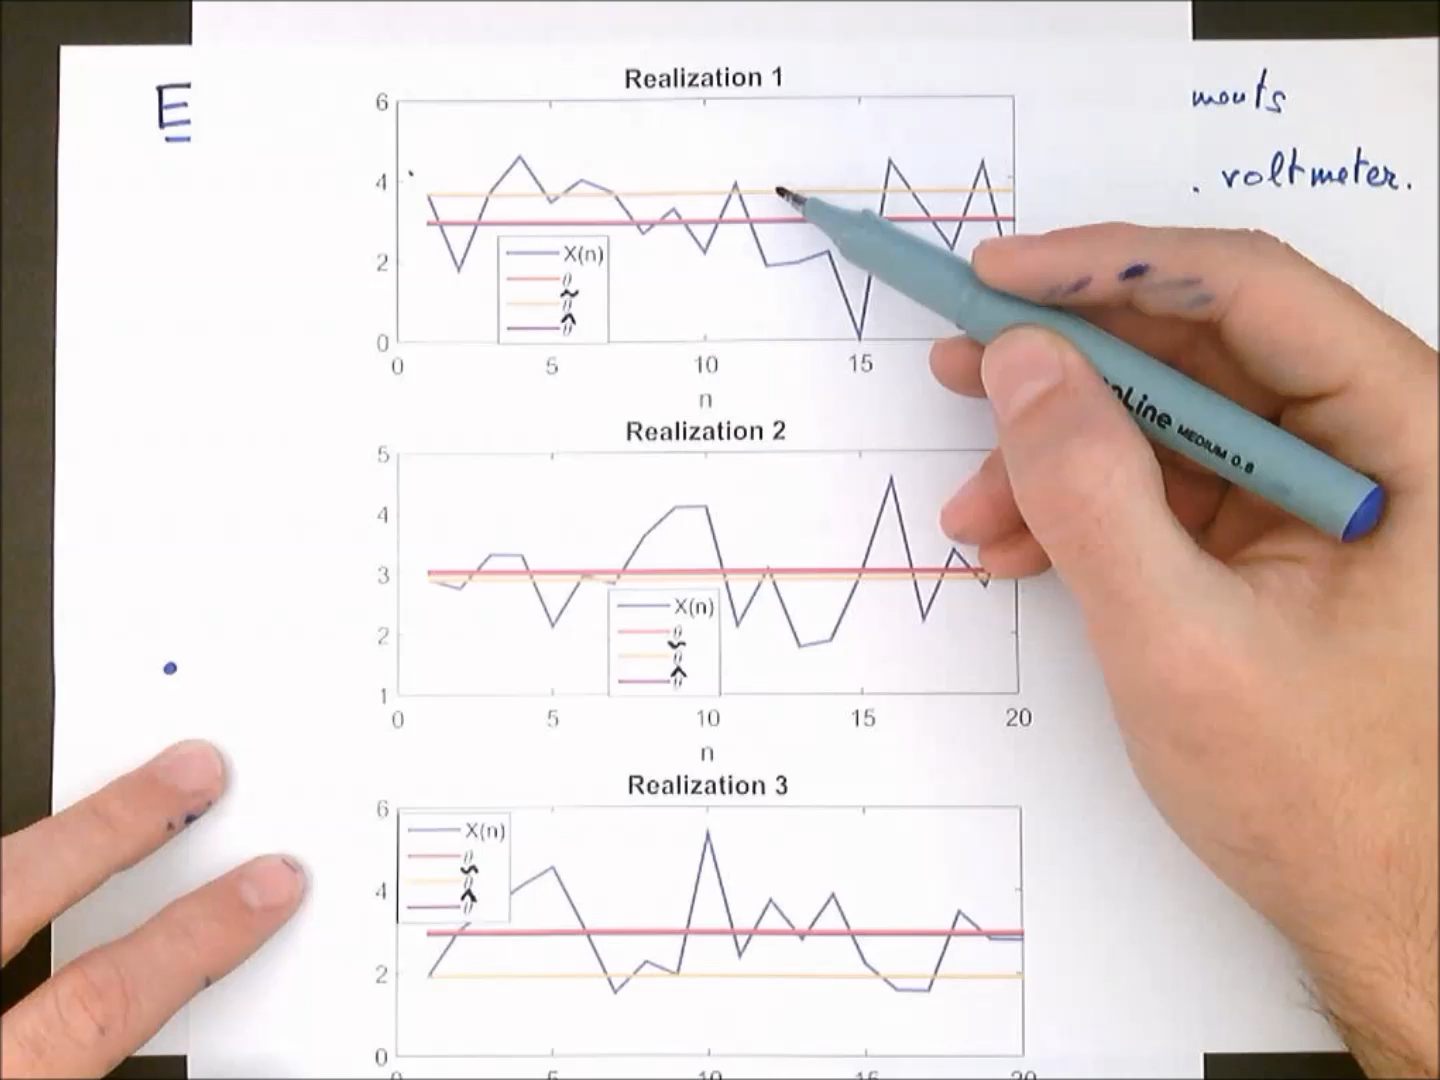 E
ments
. voltmeter.
Realization 1
6
4
2
0
X(n)
θ
θ̃
θ̂
0 5 10 15
n
Line MEDIUM 0.8
Realization 2
5
4
3
2
1
X(n)
θ
θ̃
θ̂
0 5 10 15 20
n
Realization 3
6
4
2
0
X(n)
θ
θ̃
θ̂